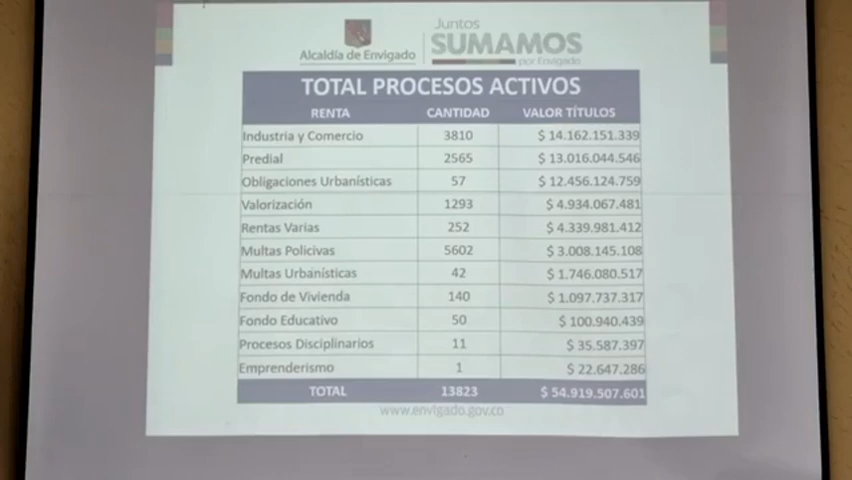 Alcaldía de Envigado
Juntos
SUMAMOS
por Envigado
TOTAL PROCESOS ACTIVOS
RENTA CANTIDAD VALOR TÍTULOS
Industria y Comercio 3810 $ 14.162.151.339
Predial 2565 $ 13.016.044.546
Obligaciones Urbanísticas 57 $ 12.456.124.759
Valorización 1293 $ 4.934.067.481
Rentas Varias 252 $ 4.339.981.412
Multas Policivas 5602 $ 3.008.145.108
Multas Urbanísticas 42 $ 1.746.080.517
Fondo de Vivienda 140 $ 1.097.737.317
Fondo Educativo 50 $ 100.940.439
Procesos Disciplinarios 11 $ 35.587.397
Emprenderismo 1 $ 22.647.286
TOTAL 13823 $ 54.919.507.601
www.envigado.gov.co